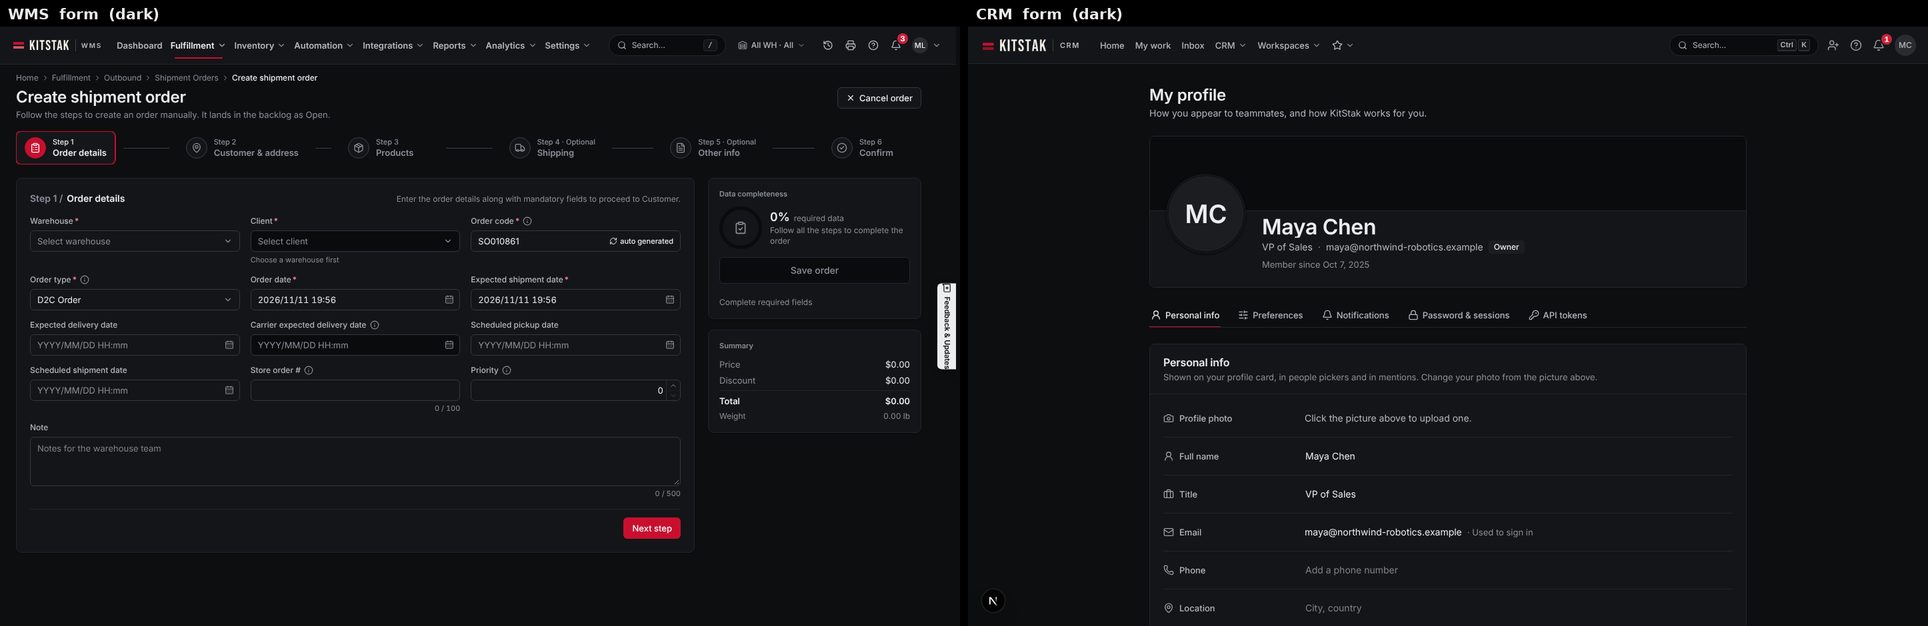 WMS form (dark)
KITSTAK WMS Dashboard Fulfillment Inventory Automation Integrations Reports Analytics Settings Search... / All WH · All 3 ML
Home > Fulfillment > Outbound > Shipment Orders > Create shipment order
Create shipment order
Cancel order
Follow the steps to create an order manually. It lands in the backlog as Open.
Step 1
Order details
Step 2
Customer & address
Step 3
Products
Step 4 · Optional
Shipping
Step 5 · Optional
Other info
Step 6
Confirm
Step 1 / Order details
Enter the order details along with mandatory fields to proceed to Customer.
Warehouse *
Select warehouse
Client *
Select client
Choose a warehouse first
Order code *
SO010861
auto generated
Order type *
D2C Order
Order date *
2026/11/11 19:56
Expected shipment date *
2026/11/11 19:56
Expected delivery date
YYYY/MM/DD HH:mm
Carrier expected delivery date
YYYY/MM/DD HH:mm
Scheduled pickup date
YYYY/MM/DD HH:mm
Scheduled shipment date
YYYY/MM/DD HH:mm
Store order #
0 / 100
Priority
0
Note
Notes for the warehouse team
0 / 500
Next step
Data completeness
0% required data
Follow all the steps to complete the
order
Save order
Complete required fields
Summary
Price $0.00
Discount $0.00
Total $0.00
Weight 0.00 lb
Feedback & Updates
CRM form (dark)
KITSTAK CRM Home My work Inbox CRM Workspaces Search... Ctrl K 1 MC
My profile
How you appear to teammates, and how KitStak works for you.
MC
Maya Chen
VP of Sales · maya@northwind-robotics.example Owner
Member since Oct 7, 2025
Personal info Preferences Notifications Password & sessions API tokens
Personal info
Shown on your profile card, in people pickers and in mentions. Change your photo from the picture above.
Profile photo Click the picture above to upload one.
Full name Maya Chen
Title VP of Sales
Email maya@northwind-robotics.example · Used to sign in
Phone Add a phone number
Location City, country
N